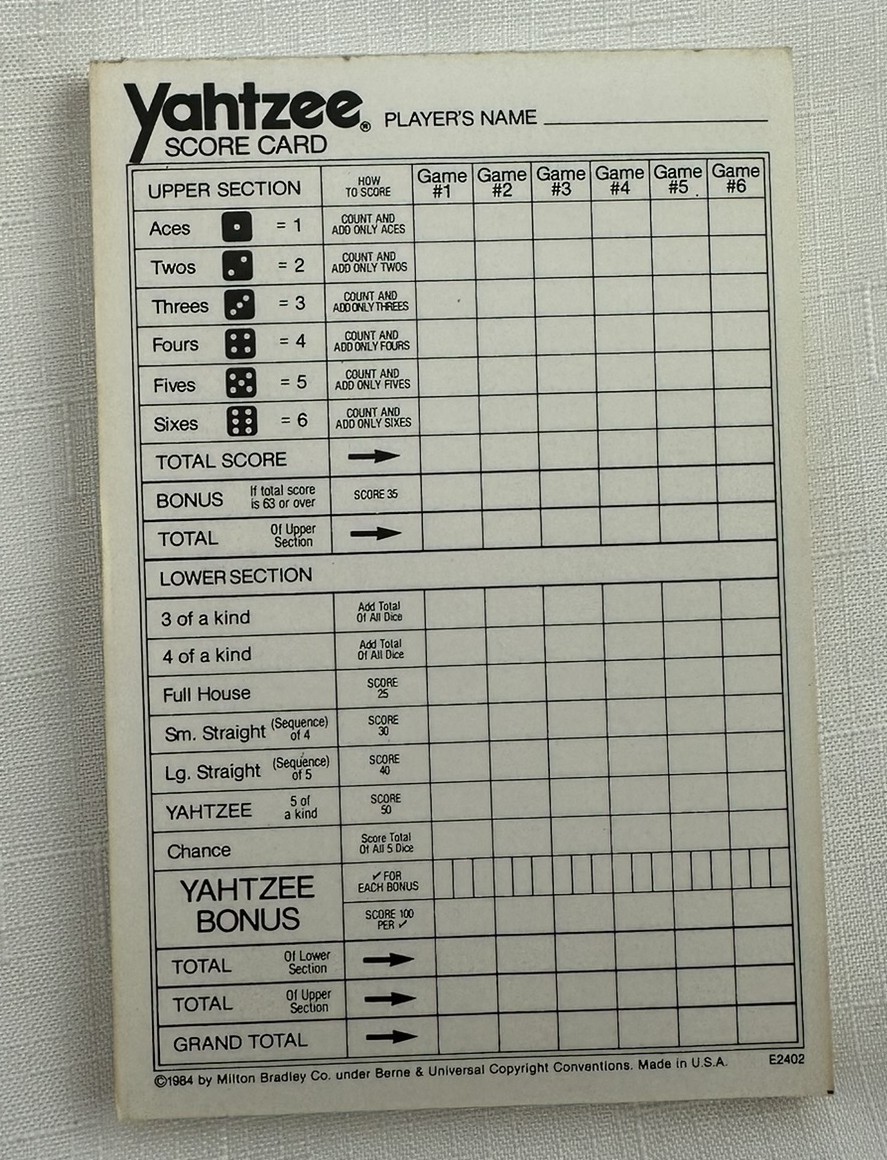 Yahtzee® PLAYER'S NAME
SCORE CARD
UPPER SECTION HOW TO SCORE Game #1 Game #2 Game #3 Game #4 Game #5 Game #6
Aces = 1 COUNT AND ADD ONLY ACES
Twos = 2 COUNT AND ADD ONLY TWOS
Threes = 3 COUNT AND ADD ONLY THREES
Fours = 4 COUNT AND ADD ONLY FOURS
Fives = 5 COUNT AND ADD ONLY FIVES
Sixes = 6 COUNT AND ADD ONLY SIXES
TOTAL SCORE
BONUS If total score is 63 or over SCORE 35
TOTAL Of Upper Section
LOWER SECTION
3 of a kind Add Total Of All Dice
4 of a kind Add Total Of All Dice
Full House SCORE 25
Sm. Straight (Sequence) of 4 SCORE 30
Lg. Straight (Sequence) of 5 SCORE 40
YAHTZEE 5 of a kind SCORE 50
Chance Score Total Of All 5 Dice
YAHTZEE BONUS ✓ FOR EACH BONUS
SCORE 100 PER ✓
TOTAL Of Lower Section
TOTAL Of Upper Section
GRAND TOTAL
©1984 by Milton Bradley Co. under Berne & Universal Copyright Conventions. Made in U.S.A. E2402